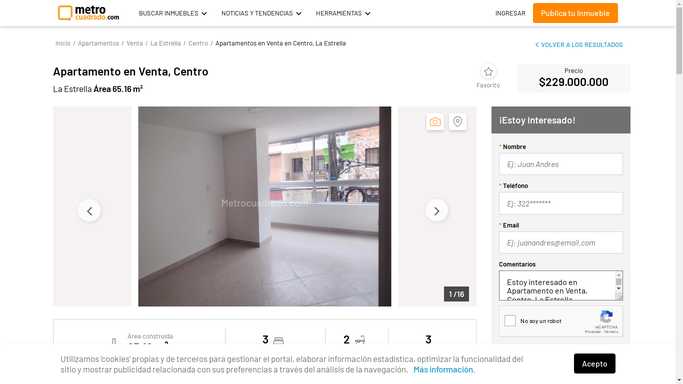 metro
cuadrado.com
BUSCAR INMUEBLES
NOTICIAS Y TENDENCIAS
HERRAMIENTAS
INGRESAR
Publica tu Inmueble
Inicio / Apartamentos / Venta / La Estrella / Centro / Apartamentos en Venta en Centro, La Estrella
VOLVER A LOS RESULTADOS
Apartamento en Venta, Centro
La Estrella Área 65.16 m²
Favorito
Precio
$229.000.000
Metrocuadrado.com
1 /16
¡Estoy Interesado!
* Nombre
Ej: Juan Andres
* Teléfono
Ej: 322*******
* Email
Ej: juanandres@email.com
Comentarios
Estoy interesado en
Apartamento en Venta,
Centro, La Estrella
No soy un robot
reCAPTCHA
Privacidad - Términos
Área construida
3
2
3
Utilizamos 'cookies' propias y de terceros para gestionar el portal, elaborar información estadística, optimizar la funcionalidad del
sitio y mostrar publicidad relacionada con sus preferencias a través del análisis de la navegación. Más información.
Acepto